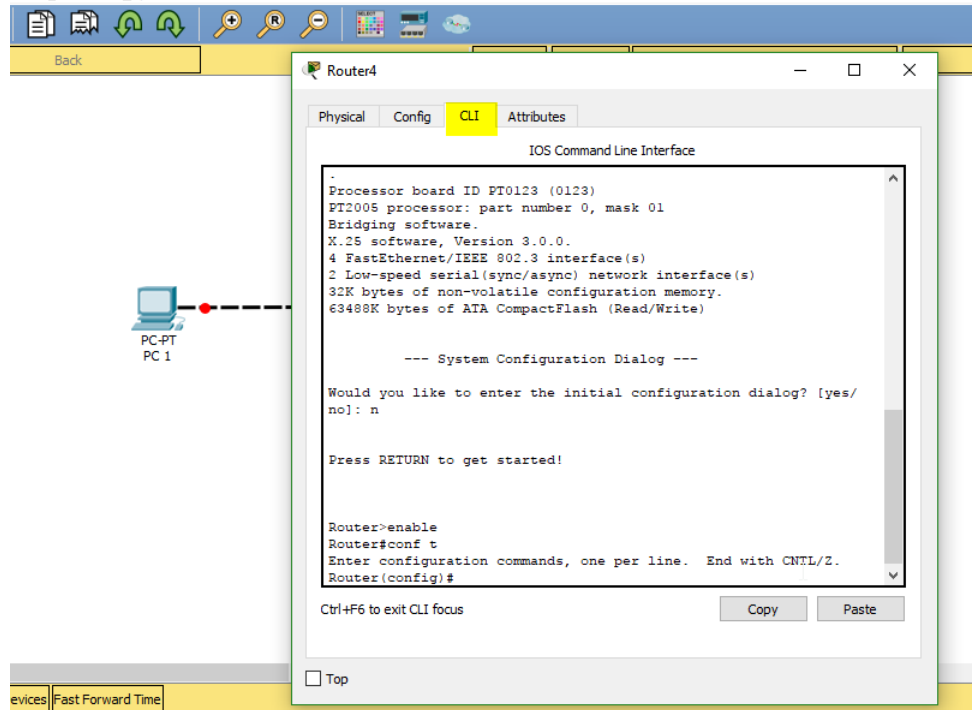 SELECT
R
Back
Router4
Physical Config CLI Attributes
IOS Command Line Interface
.
Processor board ID PT0123 (0123)
PT2005 processor: part number 0, mask 01
Bridging software.
X.25 software, Version 3.0.0.
4 FastEthernet/IEEE 802.3 interface(s)
2 Low-speed serial(sync/async) network interface(s)
32K bytes of non-volatile configuration memory.
63488K bytes of ATA CompactFlash (Read/Write)
--- System Configuration Dialog ---
Would you like to enter the initial configuration dialog? [yes/
no]: n
Press RETURN to get started!
Router>enable
Router#conf t
Enter configuration commands, one per line.  End with CNTL/Z.
Router(config)#
Ctrl+F6 to exit CLI focus
Copy Paste
Top
PC-PT
PC 1
evices Fast Forward Time